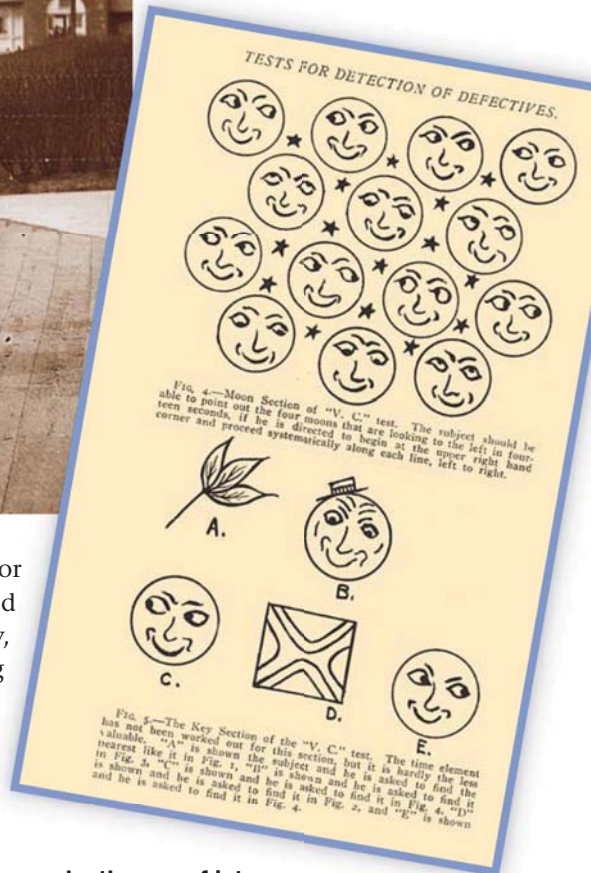 TESTS FOR DETECTION OF DEFECTIVES.
FIG. 4.—Moon Section of "V. C." test. The subject should be
able to point out the four moons that are looking to the left in four-
teen seconds, if he is directed to begin at the upper right hand
corner and proceed systematically along each line, left to right.
A.
B.
C.
D.
E.
FIG. 5.—The Key Section of the "V. C." test. The time element
has not been worked out for this section, but it is hardly the less
valuable. "A" is shown the subject and he is asked to find the
nearest like it in Fig. 1, "B" is shown and he is asked to find it
in Fig. 3, "C" is shown and he is asked to find it in Fig. 4, "D"
is shown and he is asked to find it in Fig. 2, and "E" is shown
and he is asked to find it in Fig. 4.
or